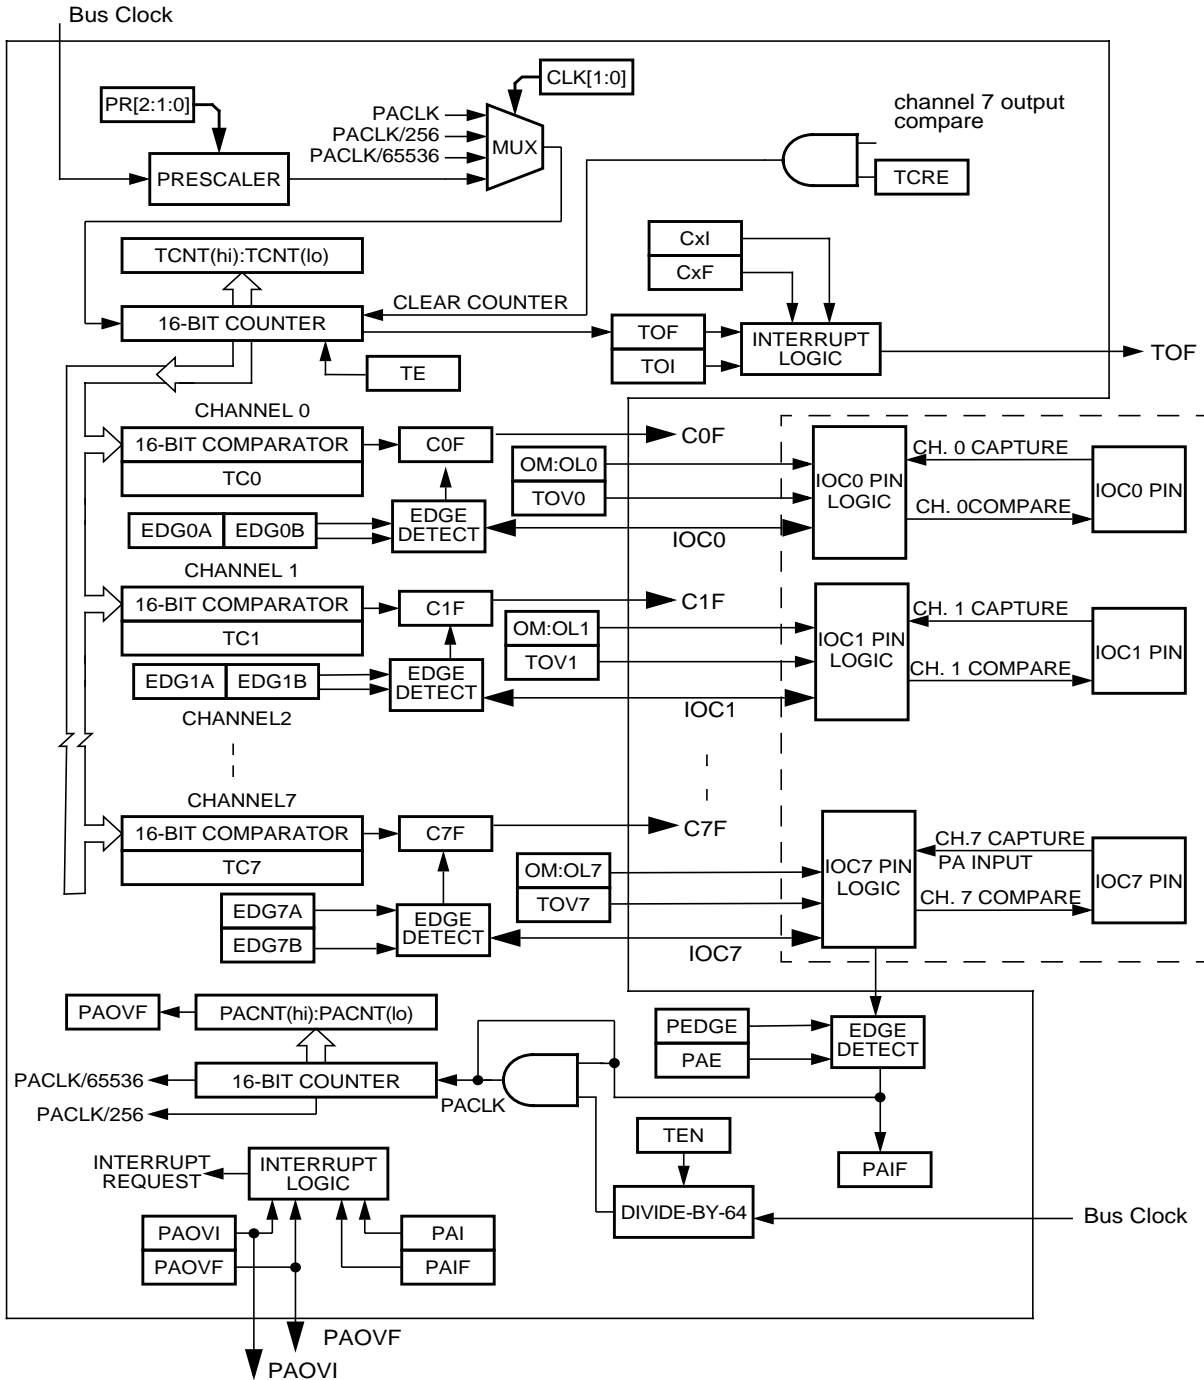 Bus Clock
PR[2:1:0]
CLK[1:0]
PACLK
PACLK/256
PACLK/65536
MUX
PRESCALER
channel 7 output
compare
TCRE
TCNT(hi):TCNT(lo)
CxI
CxF
CLEAR COUNTER
16-BIT COUNTER
TE
TOF
TOI
INTERRUPT
LOGIC
TOF
CHANNEL 0
16-BIT COMPARATOR
TC0
C0F
C0F
OM:OL0
TOV0
EDG0A
EDG0B
EDGE
DETECT
IOC0
IOC0 PIN
LOGIC
CH. 0 CAPTURE
CH. 0COMPARE
IOC0 PIN
CHANNEL 1
16-BIT COMPARATOR
TC1
C1F
C1F
OM:OL1
TOV1
EDG1A
EDG1B
EDGE
DETECT
IOC1
IOC1 PIN
LOGIC
CH. 1 CAPTURE
CH. 1 COMPARE
IOC1 PIN
CHANNEL2
CHANNEL7
16-BIT COMPARATOR
TC7
C7F
C7F
OM:OL7
TOV7
EDG7A
EDG7B
EDGE
DETECT
IOC7
IOC7 PIN
LOGIC
CH.7 CAPTURE
PA INPUT
CH. 7 COMPARE
IOC7 PIN
PAOVF
PACNT(hi):PACNT(lo)
PEDGE
PAE
EDGE
DETECT
PACLK/65536
16-BIT COUNTER
PACLK
PACLK/256
TEN
PAIF
INTERRUPT
REQUEST
INTERRUPT
LOGIC
DIVIDE-BY-64
Bus Clock
PAOVI
PAOVF
PAI
PAIF
PAOVF
PAOVI